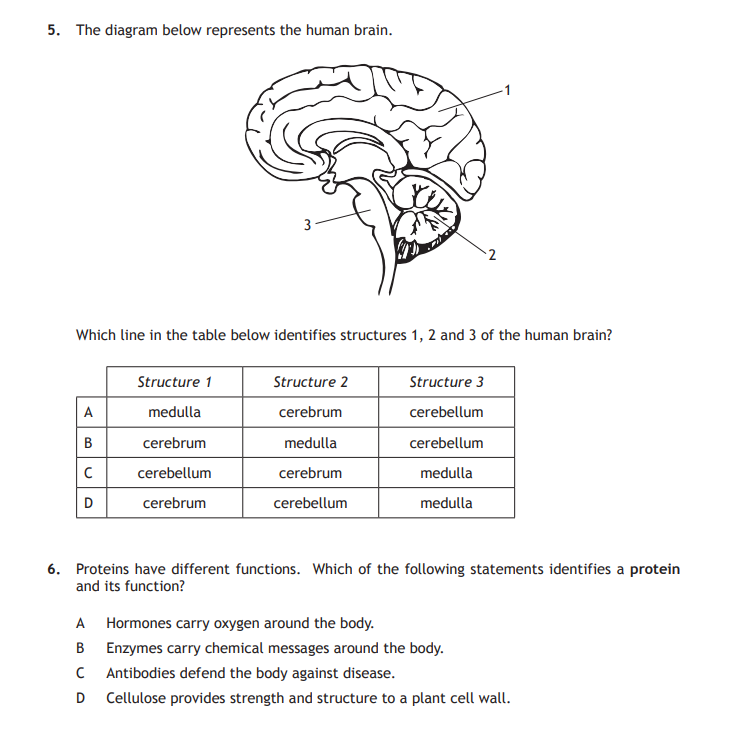 5. The diagram below represents the human brain.
1
3
2
Which line in the table below identifies structures 1, 2 and 3 of the human brain?
Structure 1 Structure 2 Structure 3
A medulla cerebrum cerebellum
B cerebrum medulla cerebellum
C cerebellum cerebrum medulla
D cerebrum cerebellum medulla
6. Proteins have different functions. Which of the following statements identifies a protein
and its function?
A Hormones carry oxygen around the body.
B Enzymes carry chemical messages around the body.
C Antibodies defend the body against disease.
D Cellulose provides strength and structure to a plant cell wall.